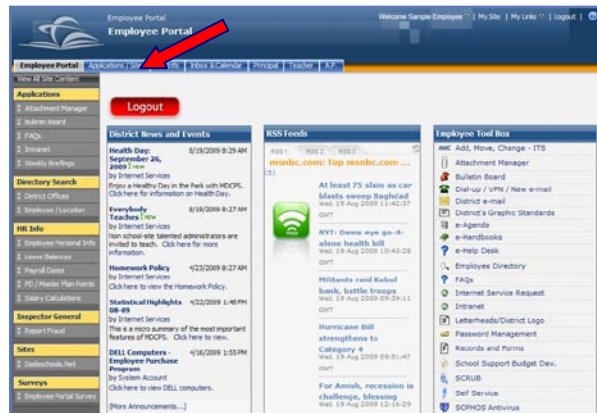 Employee Portal
Welcome Sample Employee | My Site | My Links | Logout |
Employee Portal
Employee Portal
Applications / Sit
Info
Inbox & Calendar
Principal
Teacher
A.P.
View All Site Content
Applications
Attachment Manager
Bulletin Board
FAQs
Intranet
Weekly Briefings
Directory Search
District Offices
Employee / Location
HR Info
Employee Personal Info
Leave Balances
Payroll Dates
PD / Master Plan Points
Salary Calculations
Inspector General
Report Fraud
Sites
Dadeschools.Net
Surveys
Employee Portal Survey
Logout
District News and Events
Health Day: 8/19/2009 8:29 AM
September 26,
2009 ! NEW
by Internet Services
Enjoy a Healthy Day in the Park with MDCPS.
Click here for information on Health Day.
Everybody 8/19/2009 8:27 AM
Teaches ! NEW
by Internet Services
Non school-site talented administrators are
invited to teach. Click here for more
information.
Homework Policy 4/23/2009 8:27 AM
by Internet Services
Click here to view the Homework Policy.
Statistical Highlights 4/22/2009 1:40 PM
08-09
by Internet Services
This is a micro summary of the most important
features of MDCPS. Click here to view.
DELL Computers - 4/16/2009 1:55 PM
Employee Purchase
Program
by System Account
Click here to view DELL computers.
(More Announcements...)
RSS Feeds
RSS 1 RSS 2 RSS 3
msnbc.com: Top msnbc.com ...
(5)
At least 75 slain as car
blasts sweep Baghdad
Wed, 19 Aug 2009 11:42:37
GMT
NYT: Dems eye go-it-
alone health bill
Wed, 19 Aug 2009 10:43:28
GMT
Militants raid Kabul
bank, battle troops
Wed, 19 Aug 2009 09:39:11
GMT
Hurricane Bill
strengthens to
Category 4
Wed, 19 Aug 2009 09:51:47
GMT
For Amish, recession is
challenge, blessing
Wed, 19 Aug 2009 12:16:29
Employee Tool Box
AMC Add, Move, Change - ITS
Attachment Manager
Bulletin Board
Dial-up / VPN / New e-mail
District e-mail
District's Graphic Standards
e-Agenda
e-Handbooks
e-Help Desk
Employee Directory
FAQs
Internet Service Request
Intranet
Letterheads/District Logo
Password Management
Records and Forms
School Support Budget Dev.
SCRUB
Self Service
SOPHOS Antivirus